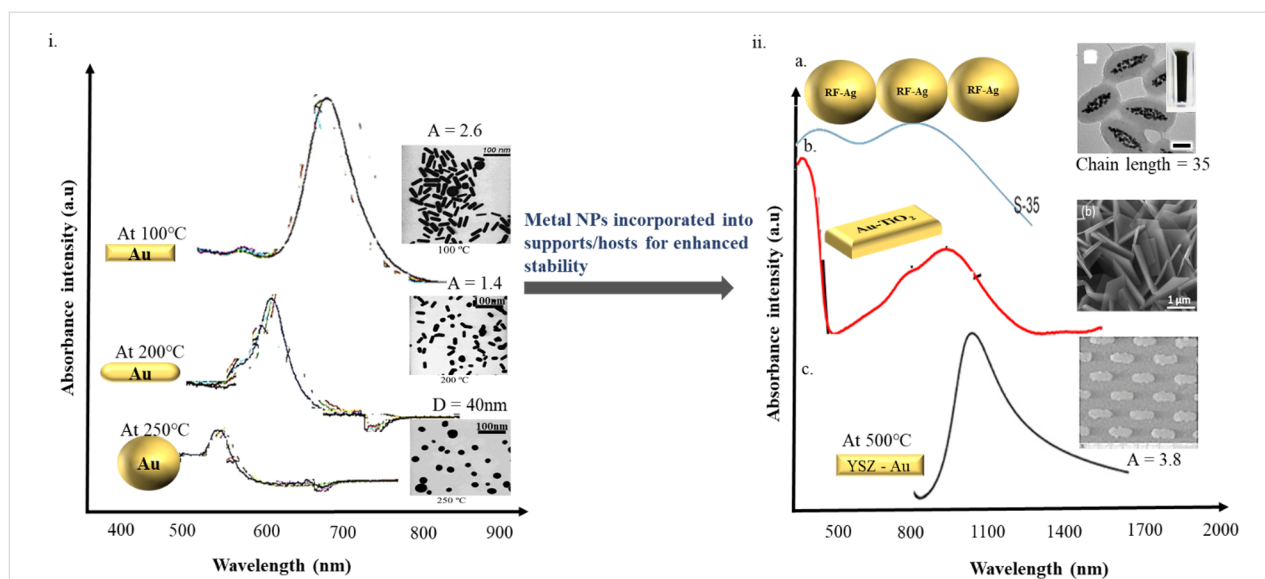 i.
Absorbance intensity (a.u)
A = 2.6
100 nm
100 ºC
At 100℃
Au
A = 1.4
100nm
200 ºC
At 200℃
Au
D = 40nm
100nm
250 ºC
At 250℃
Au
400 500 600 700 800 900
Wavelength (nm)
Metal NPs incorporated into
supports/hosts for enhanced
stability
ii.
Absorbance intensity (a.u)
a.
RF-Ag RF-Ag RF-Ag
Chain length = 35
S-35
b.
Au-TiO₂
(b)
1 μm
c.
At 500℃
YSZ - Au
A = 3.8
500 800 1100 1400 1700 2000
Wavelength (nm)